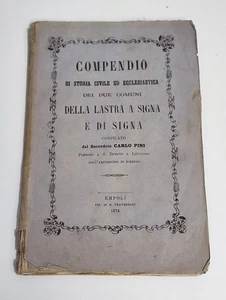 COMPENDIO
DI STORIA CIVILE ED ECCLESIASTICA
DEI DUE COMUNI
DELLA LASTRA A SIGNA
E DI SIGNA
COMPILATO
dal Sacerdote CARLO PINI
EMPOLI
1874